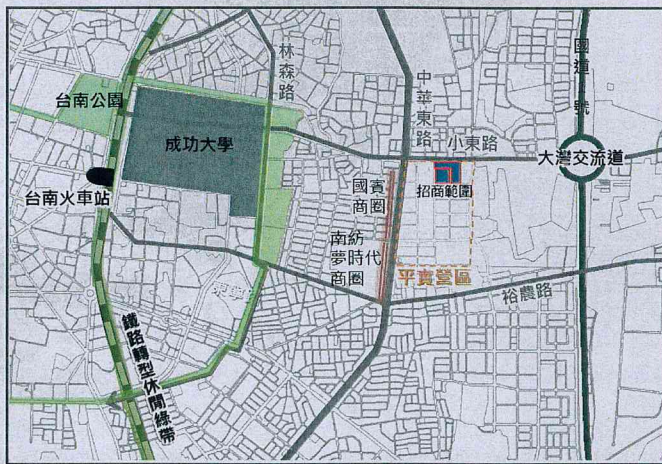 國道
號
林森路
中華東路
台南公園
成功大學
小東路
大灣交流道
台南火車站
國賓
商圈
招商範圍
南紡
夢時代
商圈
平實營區
裕農路
鐵路轉型休閒綠帶